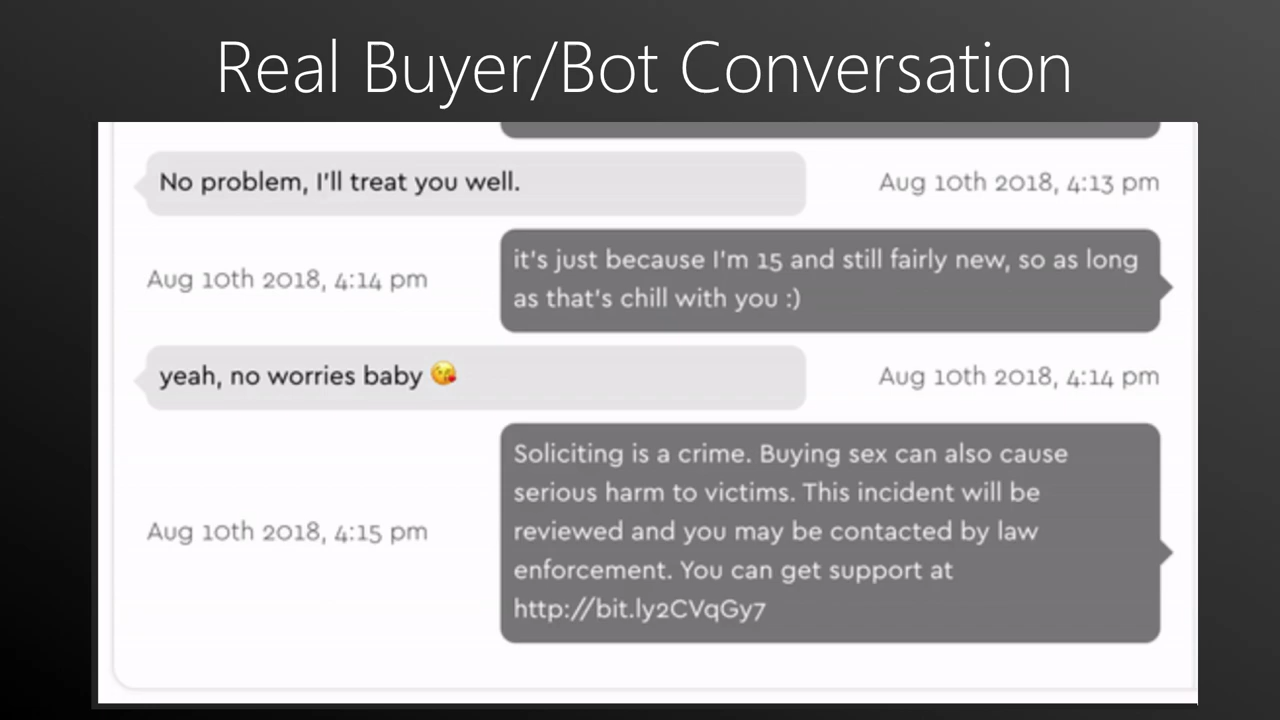 Real Buyer/Bot Conversation
No problem, I'll treat you well.
Aug 10th 2018, 4:13 pm
it's just because I'm 15 and still fairly new, so as long
as that's chill with you :)
Aug 10th 2018, 4:14 pm
yeah, no worries baby 😘
Aug 10th 2018, 4:14 pm
Soliciting is a crime. Buying sex can also cause
serious harm to victims. This incident will be
reviewed and you may be contacted by law
enforcement. You can get support at
http://bit.ly2CVqGy7
Aug 10th 2018, 4:15 pm